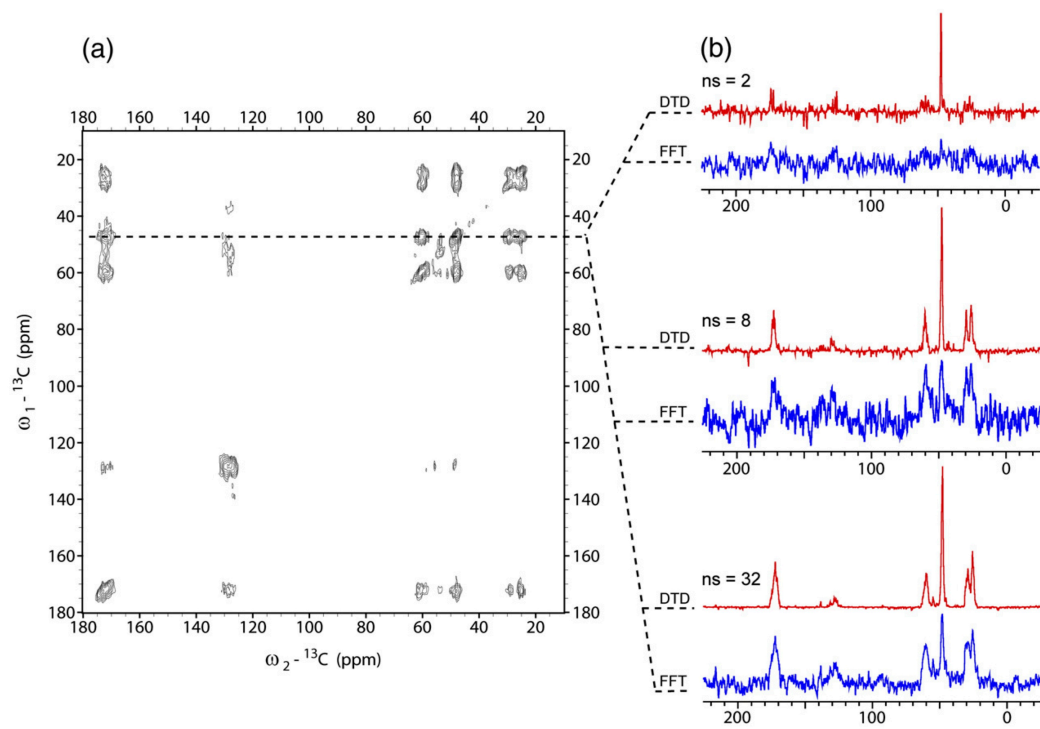 (a)
180 160 140 120 100 80 60 40 20
20 20
40 40
60 60
80 80
100 100
120 120
140 140
160 160
180 180
180 160 140 120 100 80 60 40 20
ω1 - 13C (ppm)
ω2 - 13C (ppm)
(b)
ns = 2
DTD
FFT
200 100 0
ns = 8
DTD
FFT
200 100 0
ns = 32
DTD
FFT
200 100 0